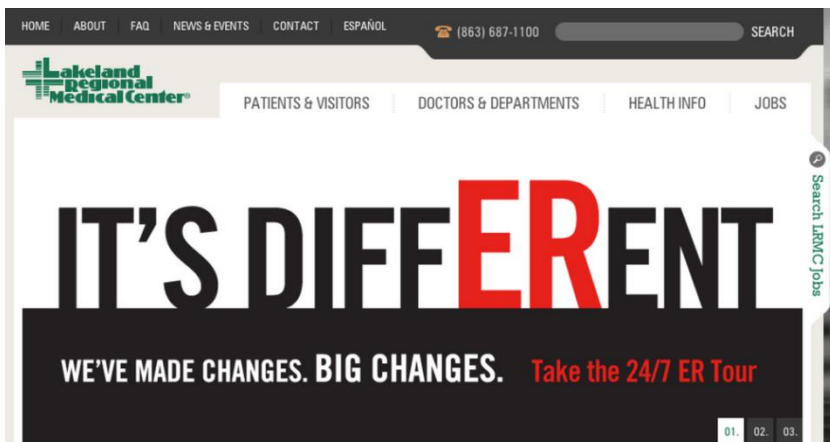 HOME
ABOUT
FAQ
NEWS & EVENTS
CONTACT
ESPAÑOL
(863) 687-1100
SEARCH
Lakeland
Regional
Medical Center®
PATIENTS & VISITORS
DOCTORS & DEPARTMENTS
HEALTH INFO
JOBS
Search LRMC Jobs
IT'S DIFFERENT
WE'VE MADE CHANGES. BIG CHANGES. Take the 24/7 ER Tour
01. 02. 03.